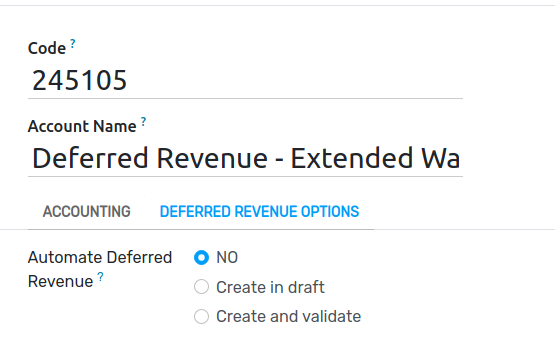 Code ?
245105
Account Name ?
Deferred Revenue - Extended Wa
ACCOUNTING DEFERRED REVENUE OPTIONS
Automate Deferred NO
Revenue ? Create in draft
Create and validate